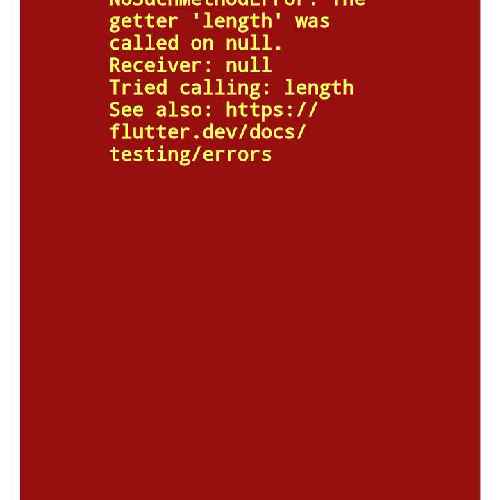 NoSuchMethodError: The
getter 'length' was
called on null.
Receiver: null
Tried calling: length
See also: https://
flutter.dev/docs/
testing/errors